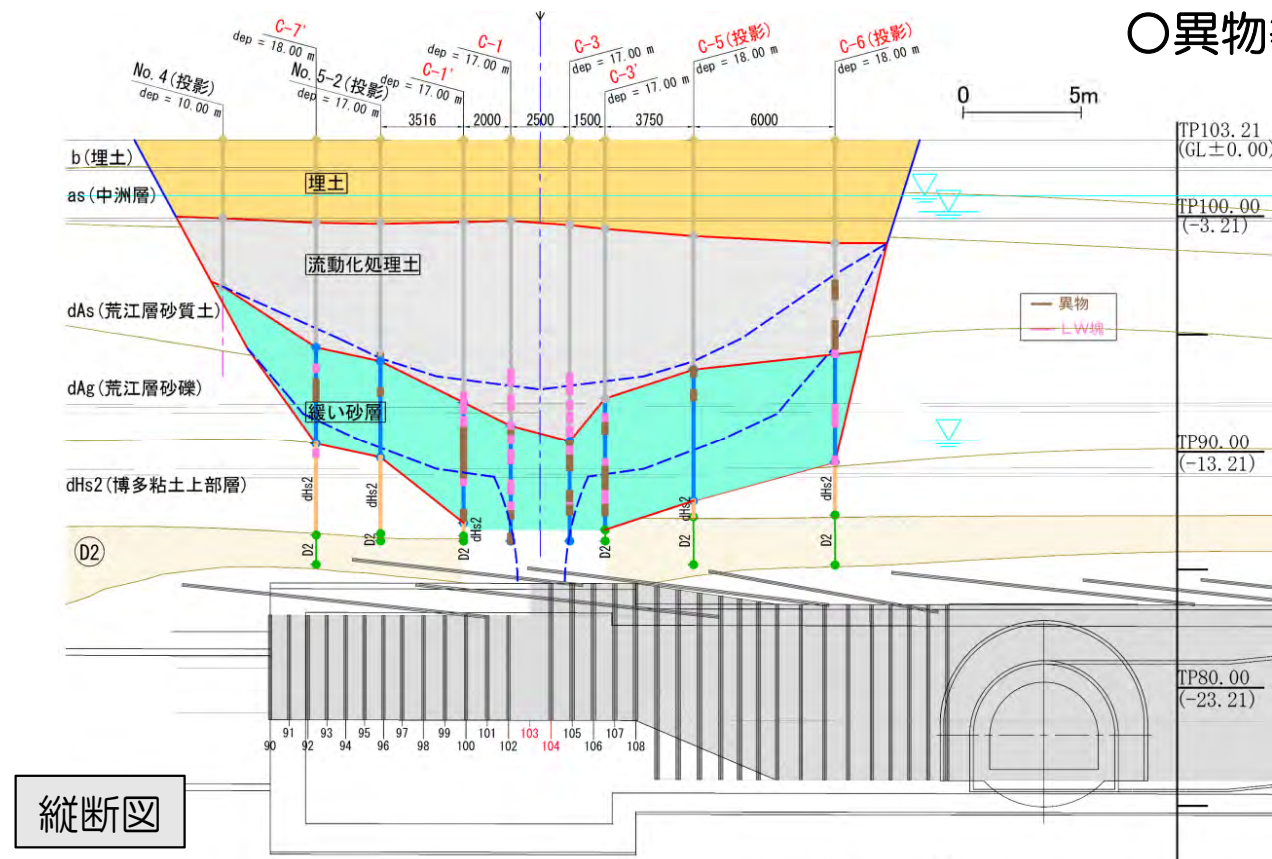 ○異物
C-7'
dep = 18.00 m
C-1
dep = 17.00 m
C-3
dep = 17.00 m
C-5(投影)
dep = 18.00 m
C-6(投影)
dep = 18.00 m
No. 4(投影)
dep = 10.00 m
No. 5-2(投影)
dep = 17.00 m
C-1'
dep = 17.00 m
C-3'
dep = 17.00 m
0 5m
3516 2000 2500 1500 3750 6000
TP103.21
(GL±0.00)
b(埋土)
埋土
as(中洲層)
TP100.00
(-3.21)
流動化処理土
dAs(荒江層砂質土)
異物
LW塊
dAg(荒江層砂礫)
緩い砂層
TP90.00
(-13.21)
dHs2(博多粘土上部層)
dHs2
dHs2
dHs2
dHs2
dHs2
D2
D2
D2
D2
D2
D2
D2
D2
TP80.00
(-23.21)
90 91 92 93 94 95 96 97 98 99 100 101 102 103 104 105 106 107 108
縦断図